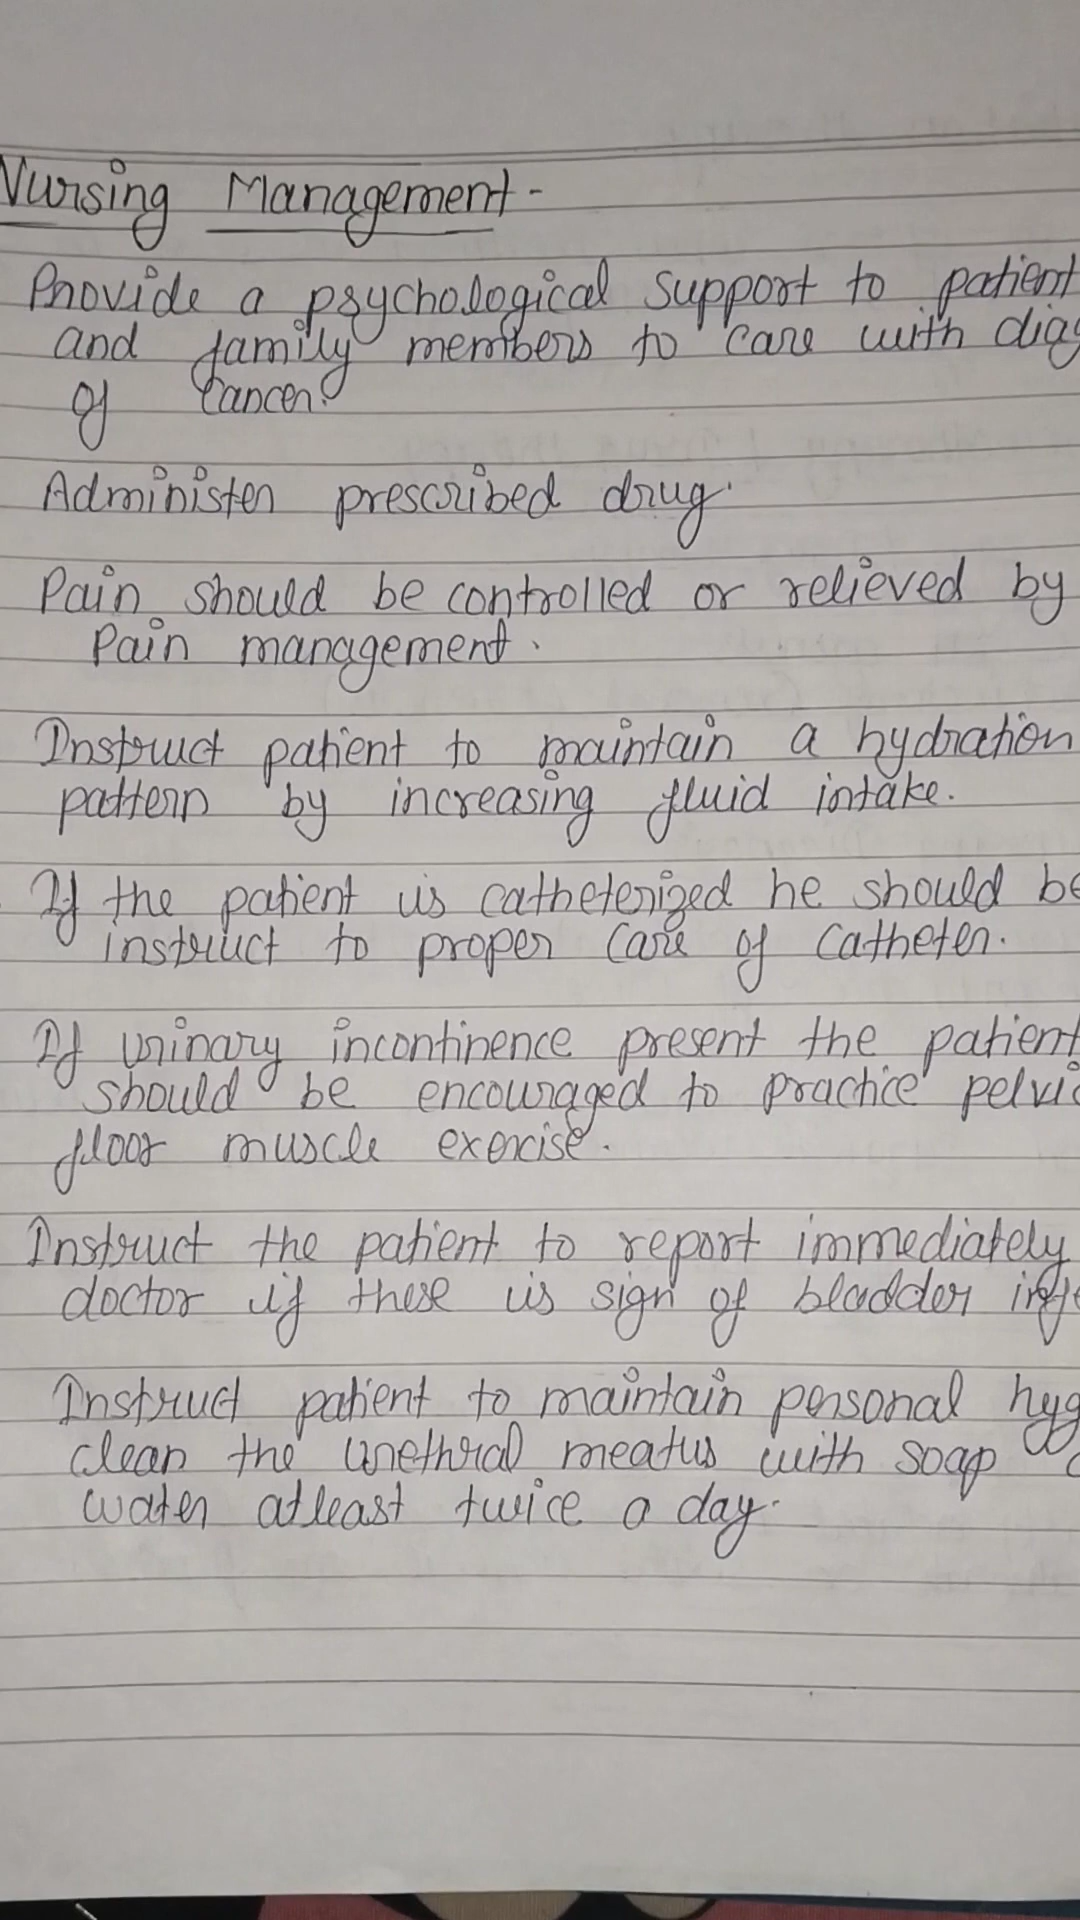 Nursing Management -
Provide a psychological support to patient
and family members to care with diag
of Cancer.
Administer prescribed drug.
Pain should be controlled or relieved by
Pain management.
Instruct patient to maintain a hydration
pattern by increasing fluid intake.
If the patient is catheterized he should be
instruct to proper care of catheter.
If urinary incontinence present the patient
should be encouraged to practice pelvic
floor muscle exercise.
Instruct the patient to report immediately
doctor if these is sign of bladder infe
Instruct patient to maintain personal hyg
clean the urethral meatus with soap
water atleast twice a day.